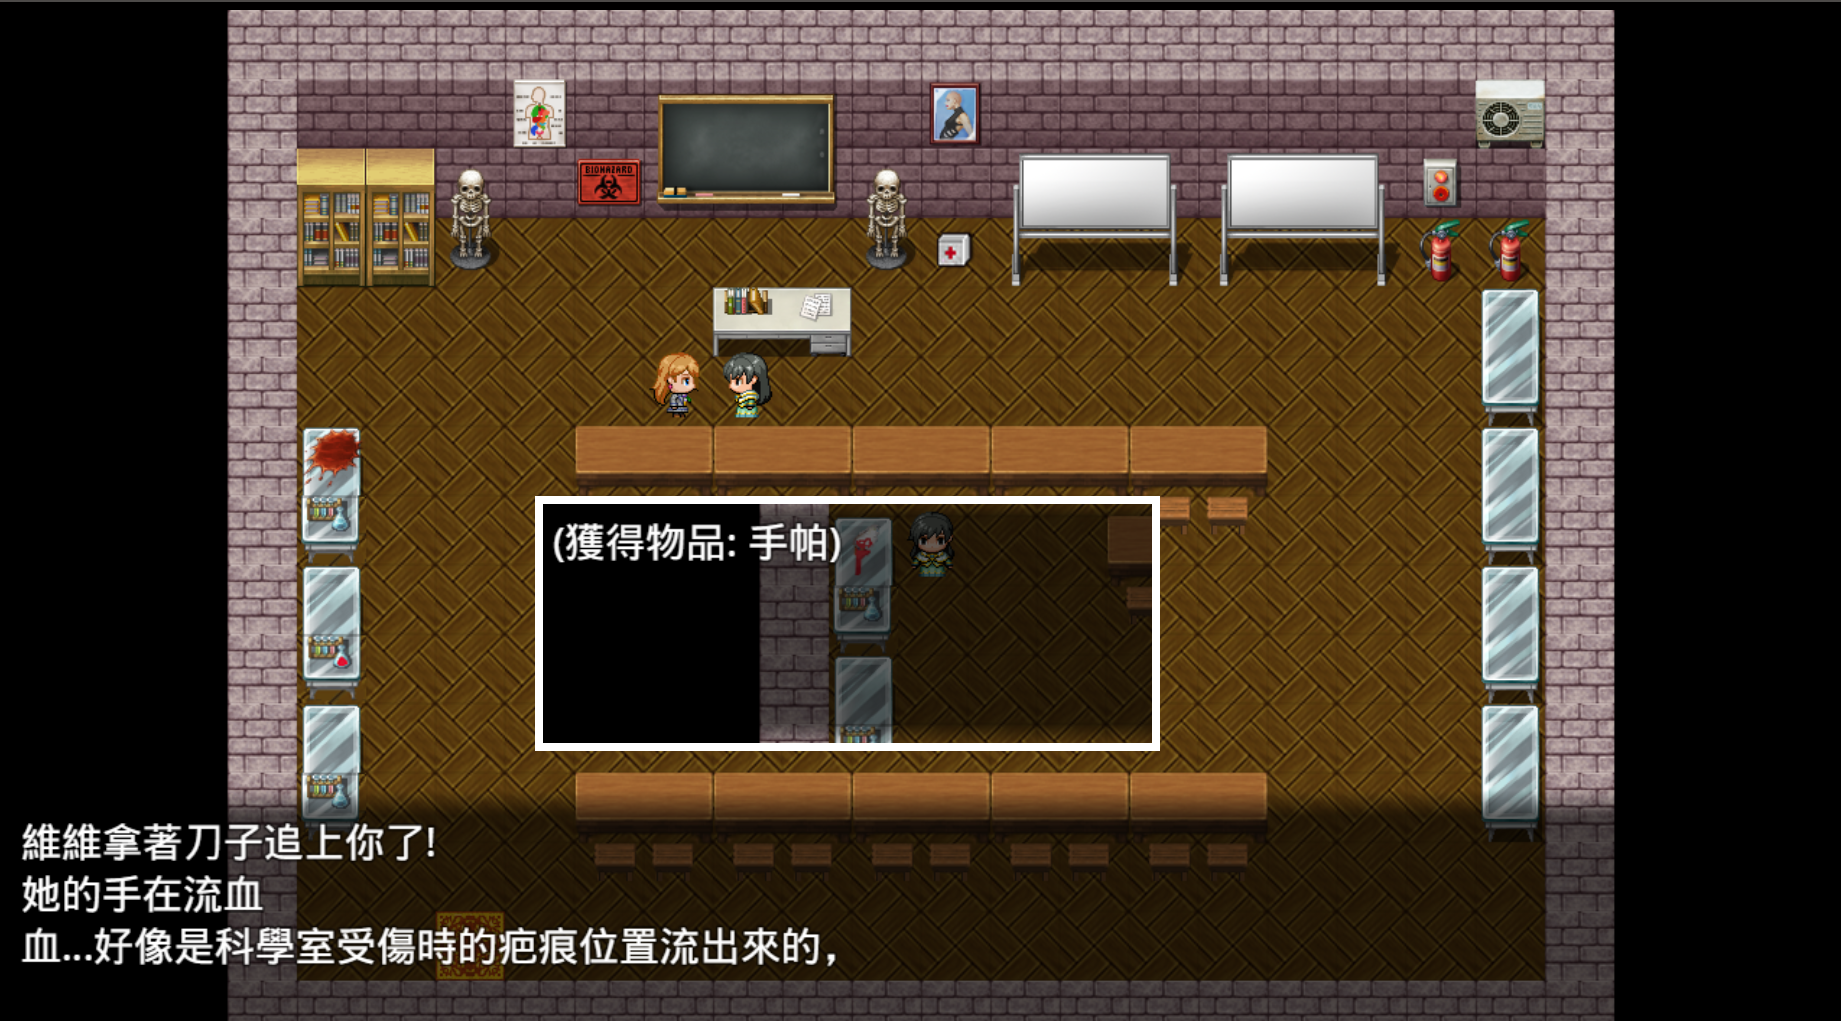 BIOHAZARD
(獲得物品: 手帕)
維維拿著刀子追上你了!
她的手在流血
血...好像是科學室受傷時的疤痕位置流出來的，